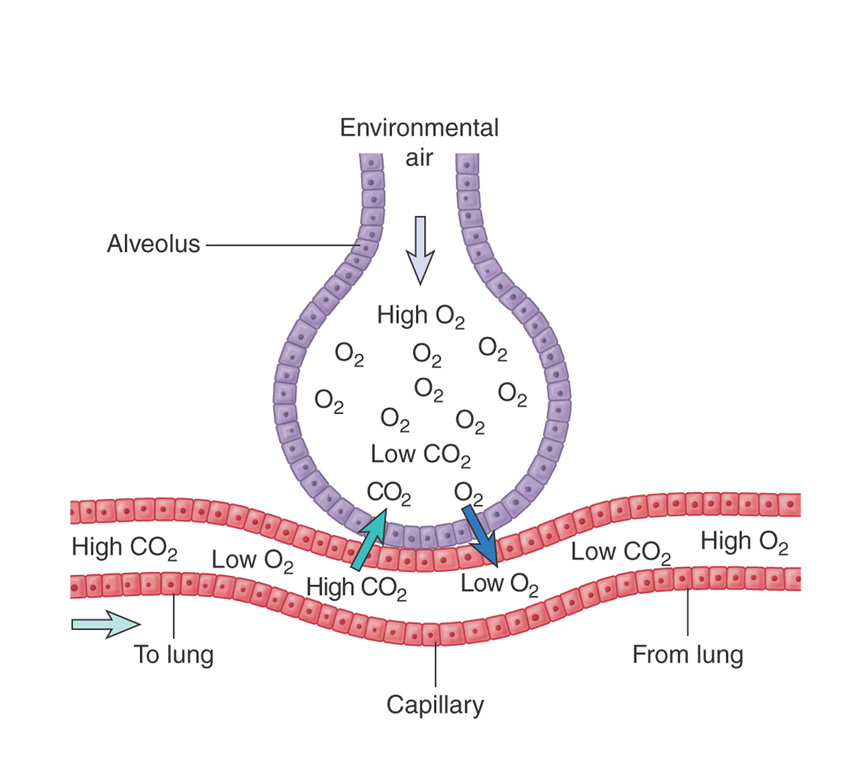 Environmental
air
Alveolus
High O₂
O₂ O₂ O₂
O₂ O₂ O₂
O₂ O₂
Low CO₂
CO₂ O₂
High CO₂ Low O₂ High CO₂ Low O₂ Low CO₂ High O₂
To lung
From lung
Capillary